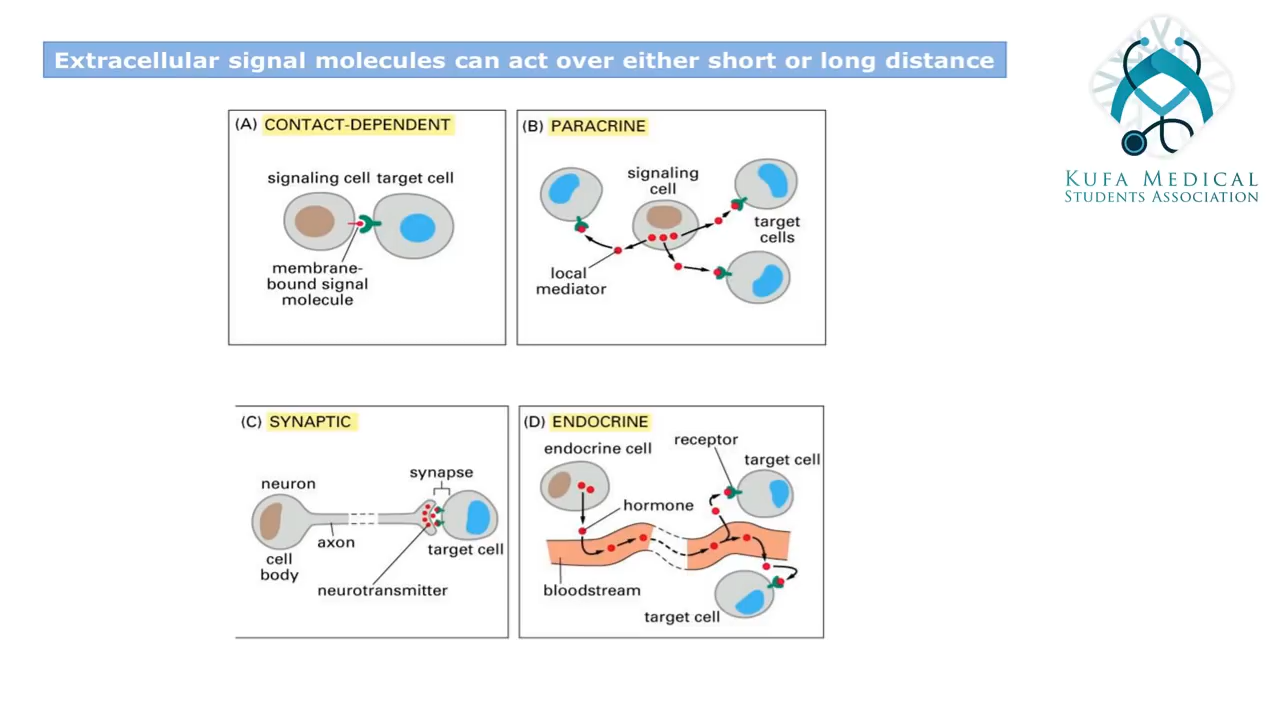 Extracellular signal molecules can act over either short or long distance
KUFA MEDICAL
STUDENTS ASSOCIATION
(A) CONTACT-DEPENDENT
signaling cell target cell
membrane-
bound signal
molecule
(B) PARACRINE
signaling
cell
target
cells
local
mediator
(C) SYNAPTIC
synapse
neuron
axon
target cell
cell
body
neurotransmitter
(D) ENDOCRINE
receptor
endocrine cell
target cell
hormone
bloodstream
target cell